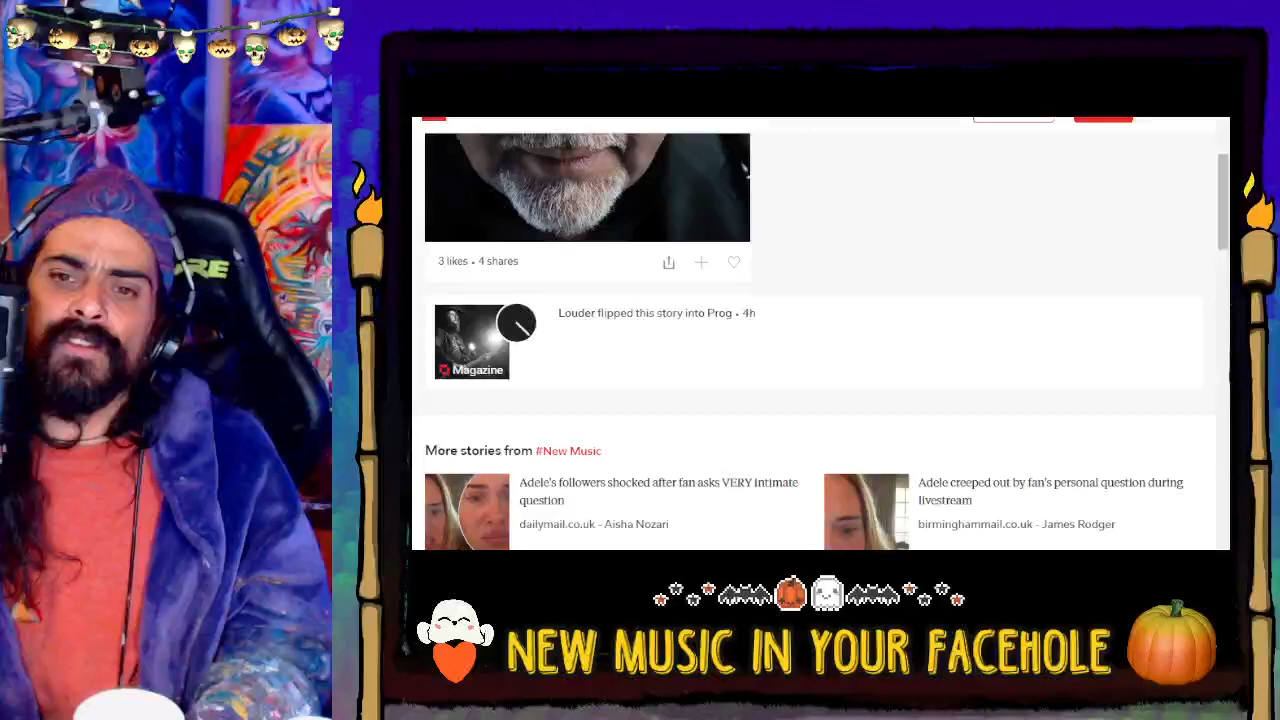 3 likes • 4 shares
Louder flipped this story into Prog • 4h
Magazine
More stories from #New Music
Adele's followers shocked after fan asks VERY intimate
question
dailymail.co.uk - Aisha Nozari
Adele creeped out by fan's personal question during
livestream
birminghammail.co.uk - James Rodger
NEW MUSIC IN YOUR FACEHOLE